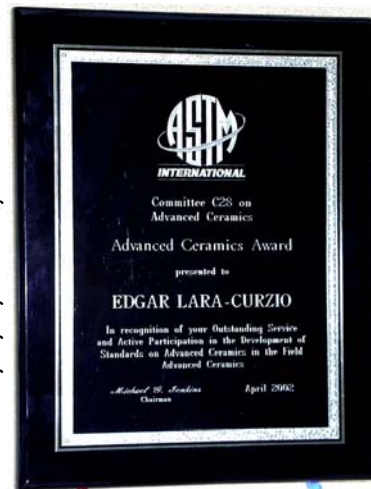 ASTM
INTERNATIONAL
Committee C28 on
Advanced Ceramics
Advanced Ceramics Award
presented to
EDGAR LARA-CURZIO
In recognition of your Outstanding Service
and Active Participation in the Development of
Standards on Advanced Ceramics in the Field
Advanced Ceramics
Michael G. Jenkins April 2002
Chairman